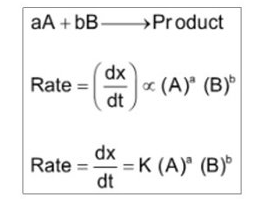 aA + bB ⟶ Product
Rate = (dx/dt) ∝ (A)ᵃ (B)ᵇ
Rate = dx/dt = K (A)ᵃ (B)ᵇ